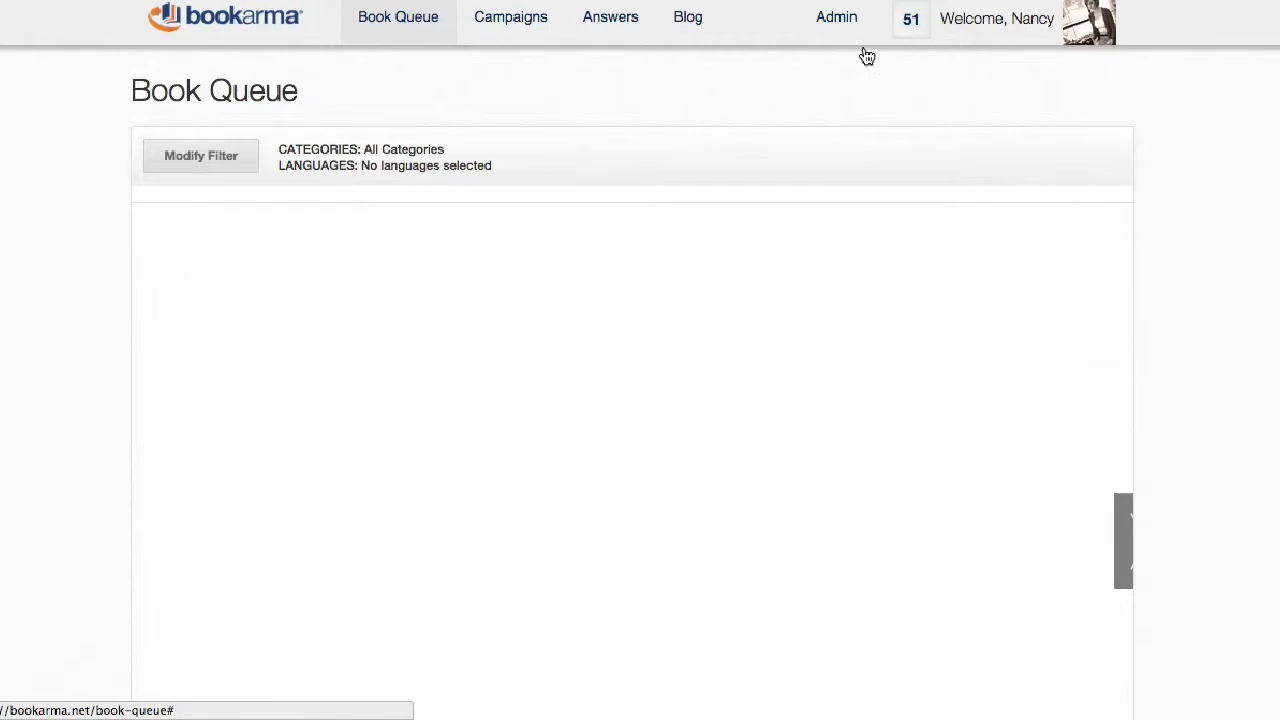 bookarma
Book Queue
Campaigns
Answers
Blog
Admin
51
Welcome, Nancy
Book Queue
Modify Filter
CATEGORIES: All Categories
LANGUAGES: No languages selected
//bookarma.net/book-queue#